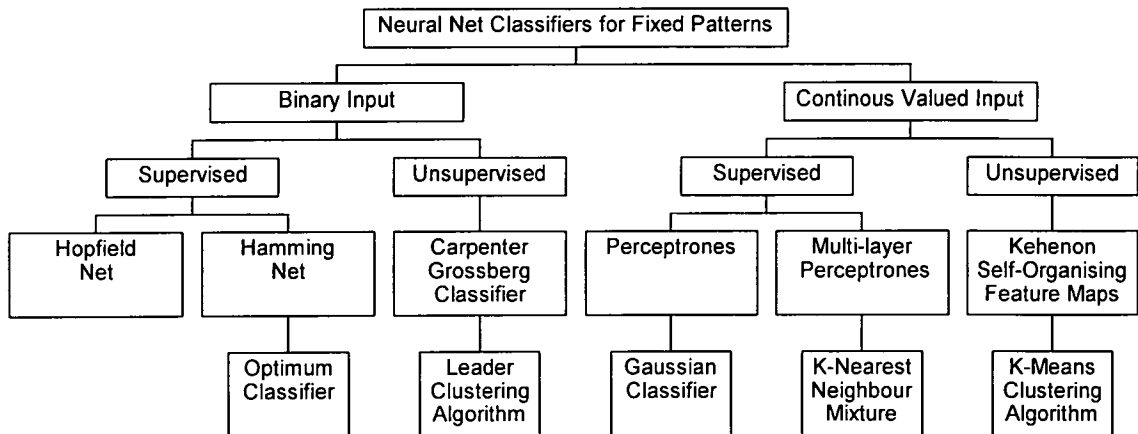 Neural Net Classifiers for Fixed Patterns
Binary Input
Continous Valued Input
Supervised
Unsupervised
Supervised
Unsupervised
Hopfield
Net
Hamming
Net
Carpenter
Grossberg
Classifier
Perceptrones
Multi-layer
Perceptrones
Kehenon
Self-Organising
Feature Maps
Optimum
Classifier
Leader
Clustering
Algorithm
Gaussian
Classifier
K-Nearest
Neighbour
Mixture
K-Means
Clustering
Algorithm